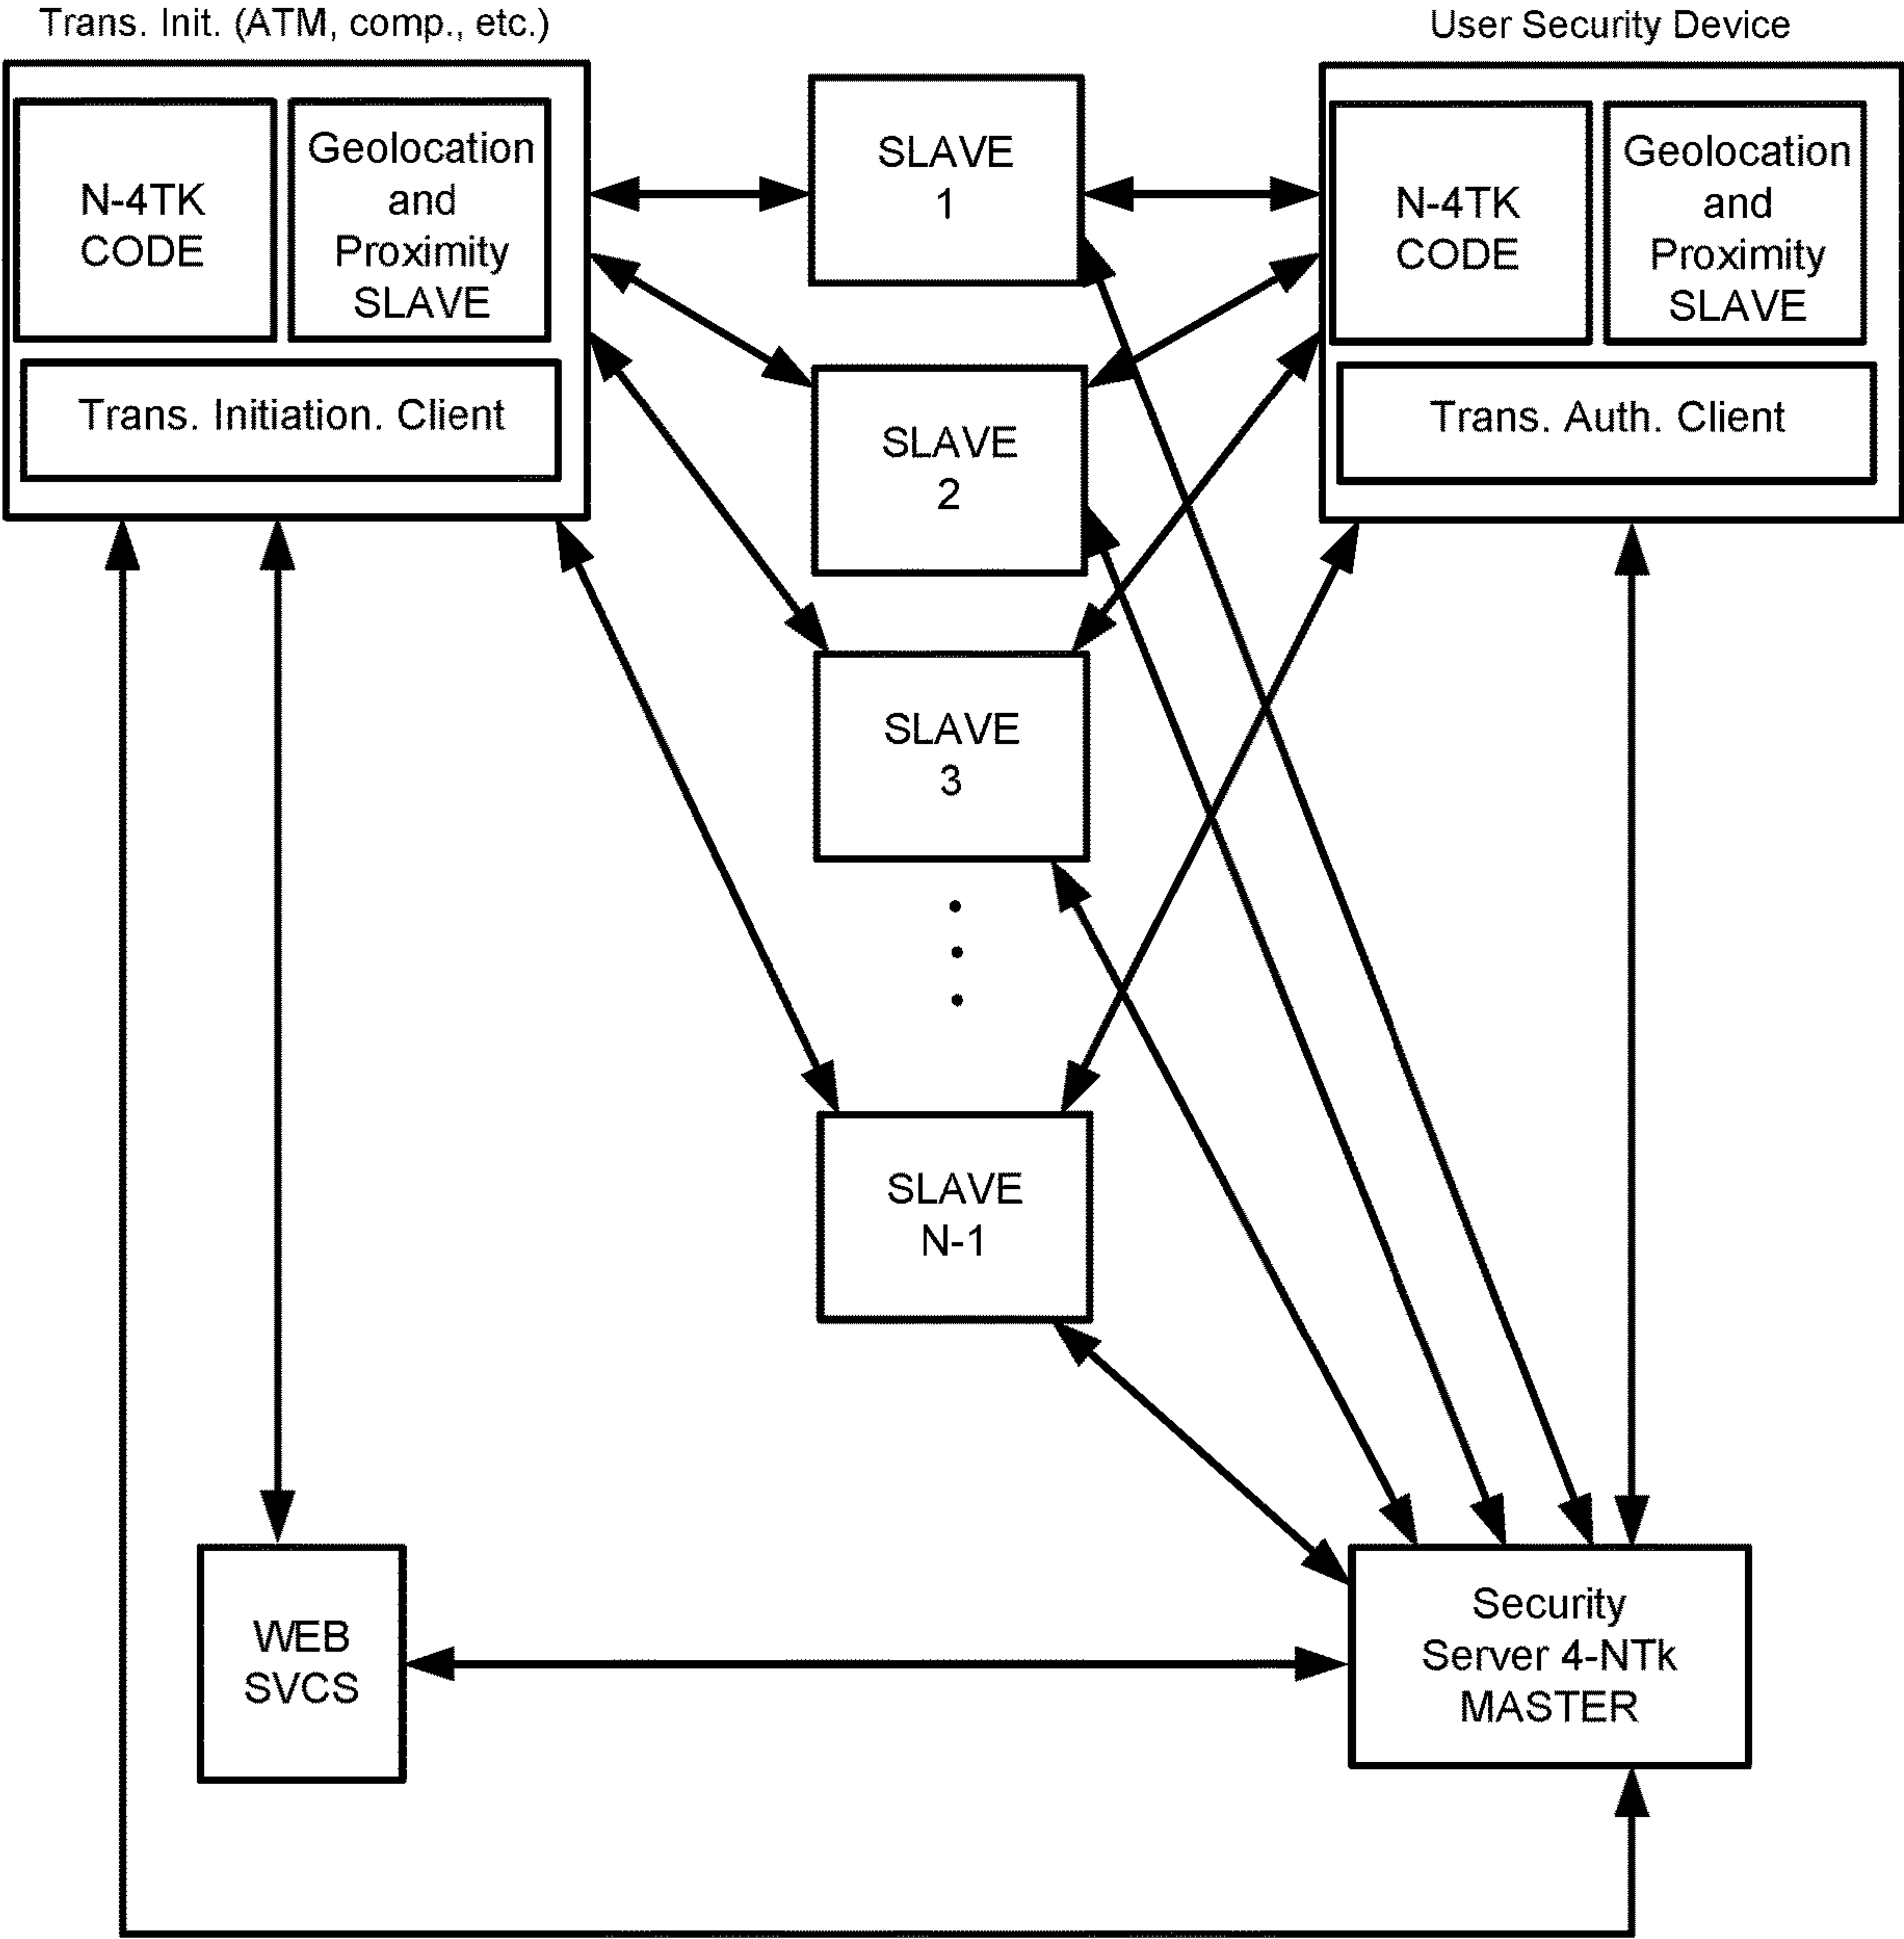 Trans. Init. (ATM, comp., etc.)
User Security Device
N-4TK
CODE
Geolocation
and
Proximity
SLAVE
Trans. Initiation. Client
SLAVE
1
N-4TK
CODE
Geolocation
and
Proximity
SLAVE
Trans. Auth. Client
SLAVE
2
SLAVE
3
SLAVE
N-1
WEB
SVCS
Security
Server 4-NTk
MASTER